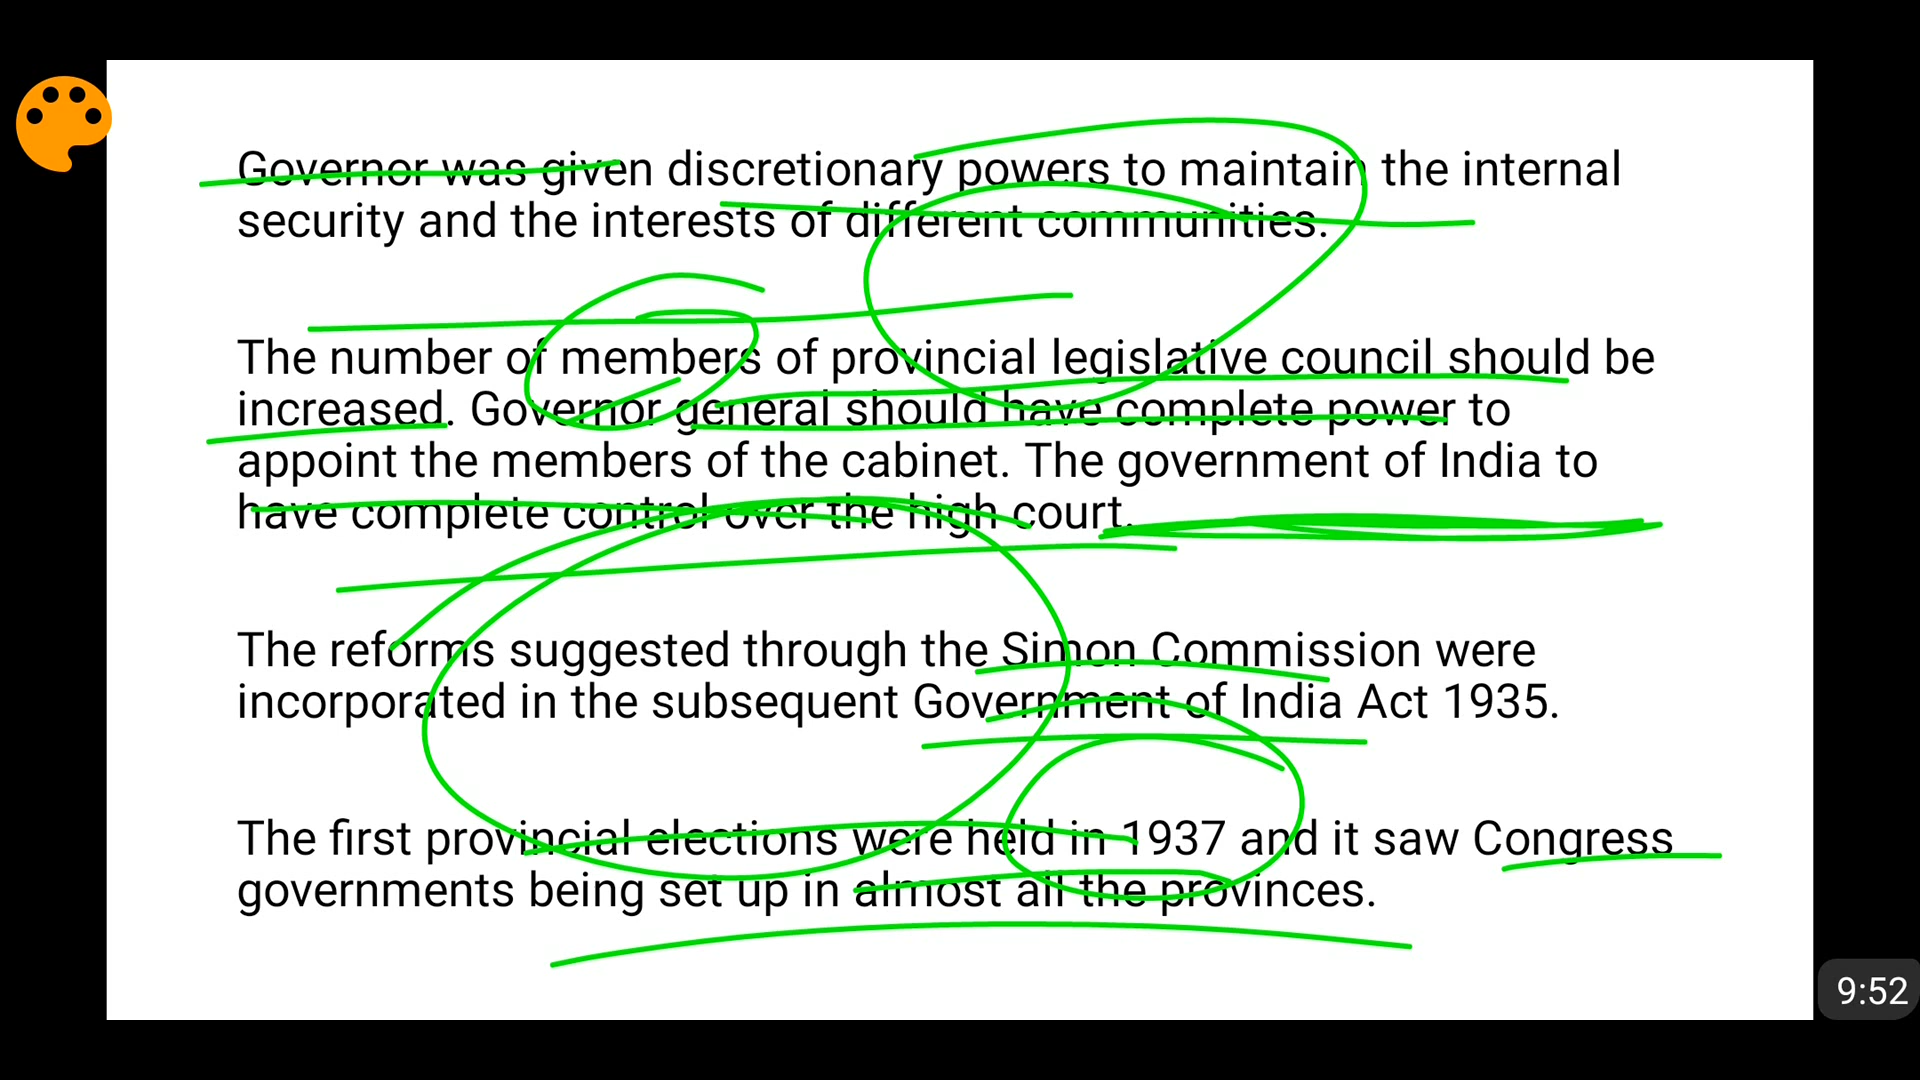 Governor was given discretionary powers to maintain the internal
security and the interests of different communities.
The number of members of provincial legislative council should be
increased. Governor general should have complete power to
appoint the members of the cabinet. The government of India to
have complete control over the high court.
The reforms suggested through the Simon Commission were
incorporated in the subsequent Government of India Act 1935.
The first provincial elections were held in 1937 and it saw Congress
governments being set up in almost all the provinces.
9:52